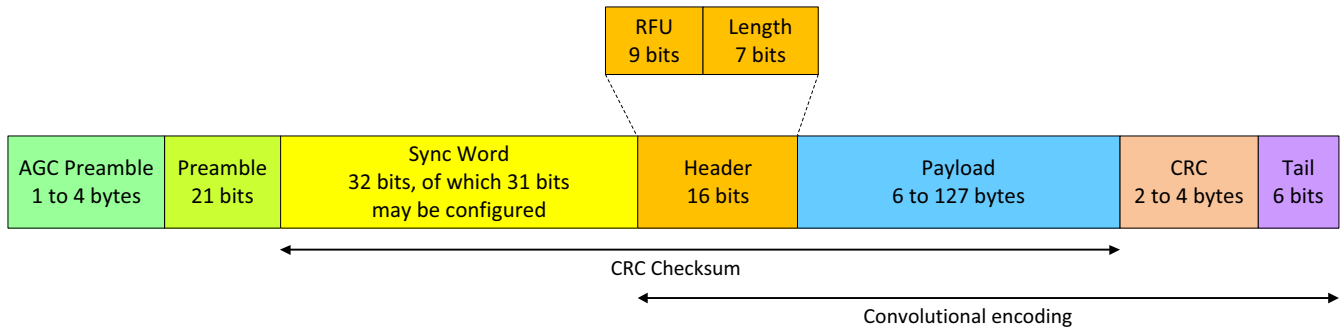 RFU
9 bits
Length
7 bits
AGC Preamble
1 to 4 bytes
Preamble
21 bits
Sync Word
32 bits, of which 31 bits
may be configured
Header
16 bits
Payload
6 to 127 bytes
CRC
2 to 4 bytes
Tail
6 bits
CRC Checksum
Convolutional encoding